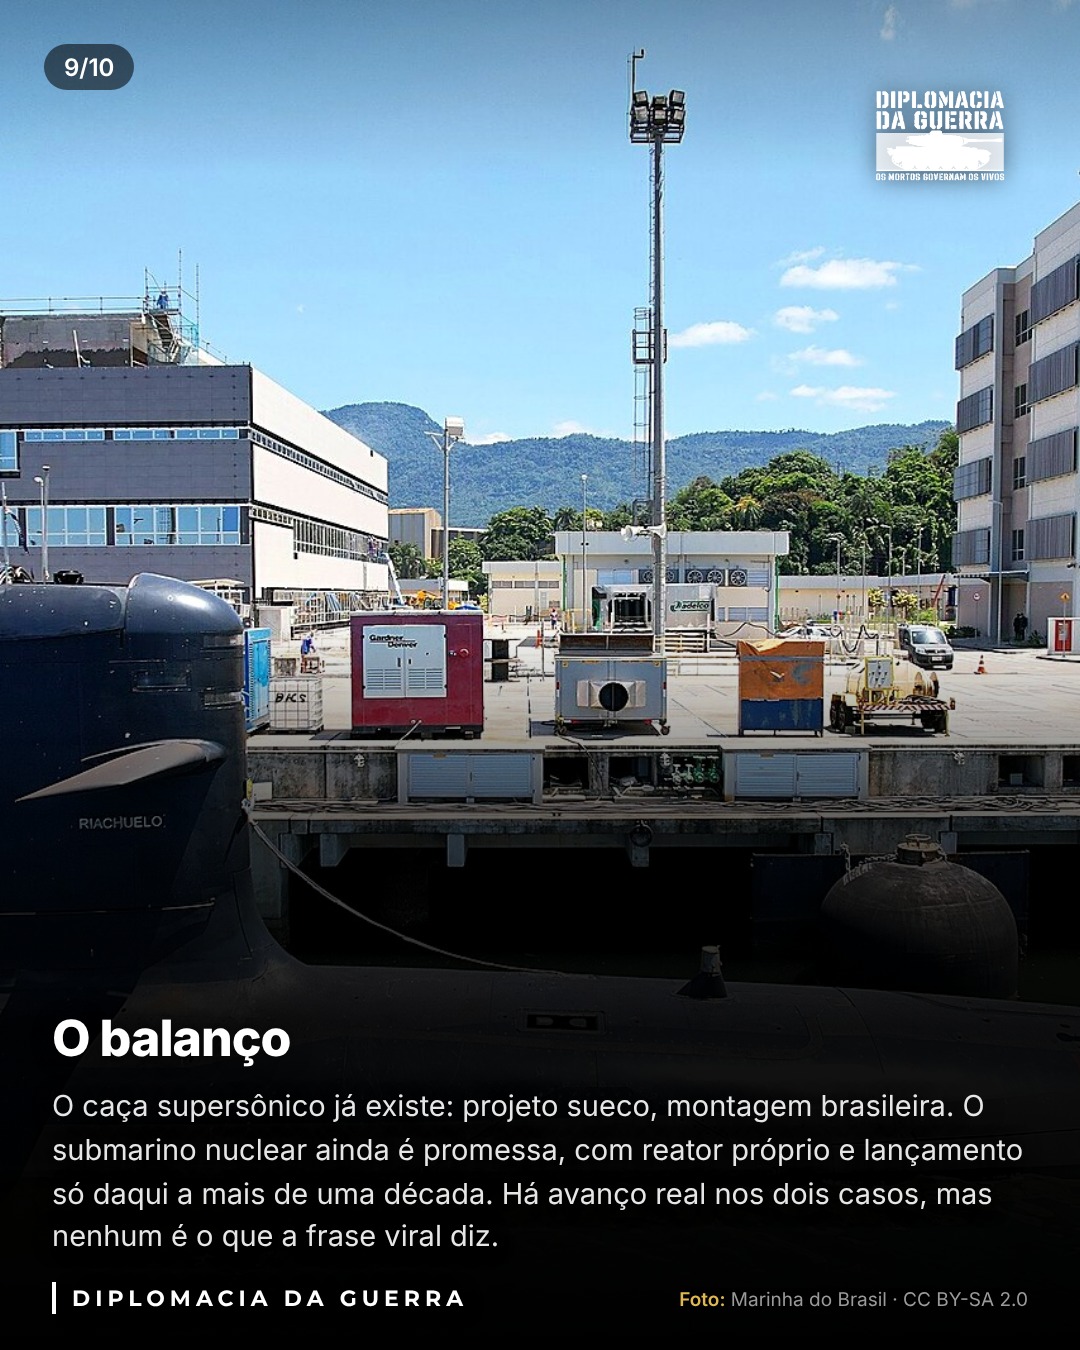 9/10
DIPLOMACIA
DA GUERRA
OS MORTOS GOVERNAM OS VIVOS
Gardner
Denver
Adelco
BKS
RIACHUELO
O balanço
O caça supersônico já existe: projeto sueco, montagem brasileira. O
submarino nuclear ainda é promessa, com reator próprio e lançamento
só daqui a mais de uma década. Há avanço real nos dois casos, mas
nenhum é o que a frase viral diz.
DIPLOMACIA DA GUERRA
Foto: Marinha do Brasil · CC BY-SA 2.0